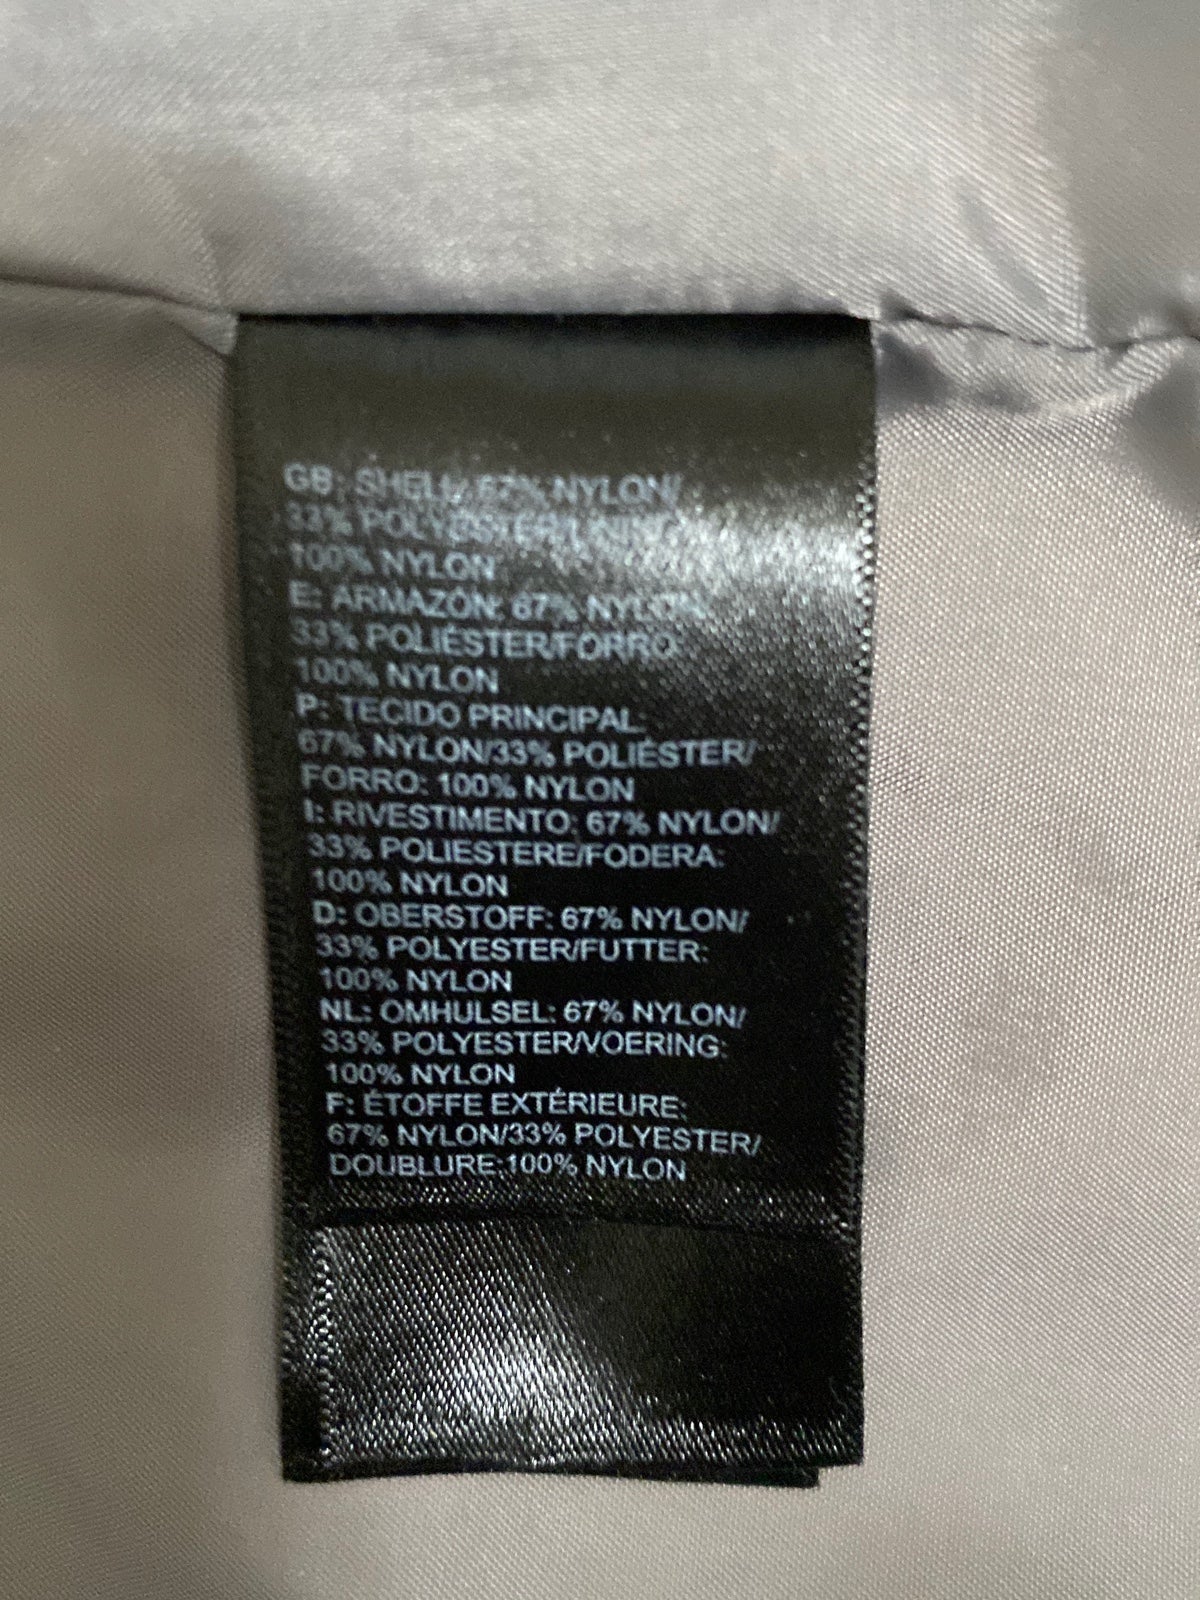 GB: SHELL: 67% NYLON/
33% POLYESTER/LINING:
100% NYLON
E: ARMAZÓN: 67% NYLON/
33% POLIÉSTER/FORRO:
100% NYLON
P: TECIDO PRINCIPAL:
67% NYLON/33% POLIÉSTER/
FORRO: 100% NYLON
I: RIVESTIMENTO: 67% NYLON/
33% POLIESTERE/FODERA:
100% NYLON
D: OBERSTOFF: 67% NYLON/
33% POLYESTER/FUTTER:
100% NYLON
NL: OMHULSEL: 67% NYLON/
33% POLYESTER/VOERING:
100% NYLON
F: ÉTOFFE EXTÉRIEURE:
67% NYLON/33% POLYESTER/
DOUBLURE:100% NYLON